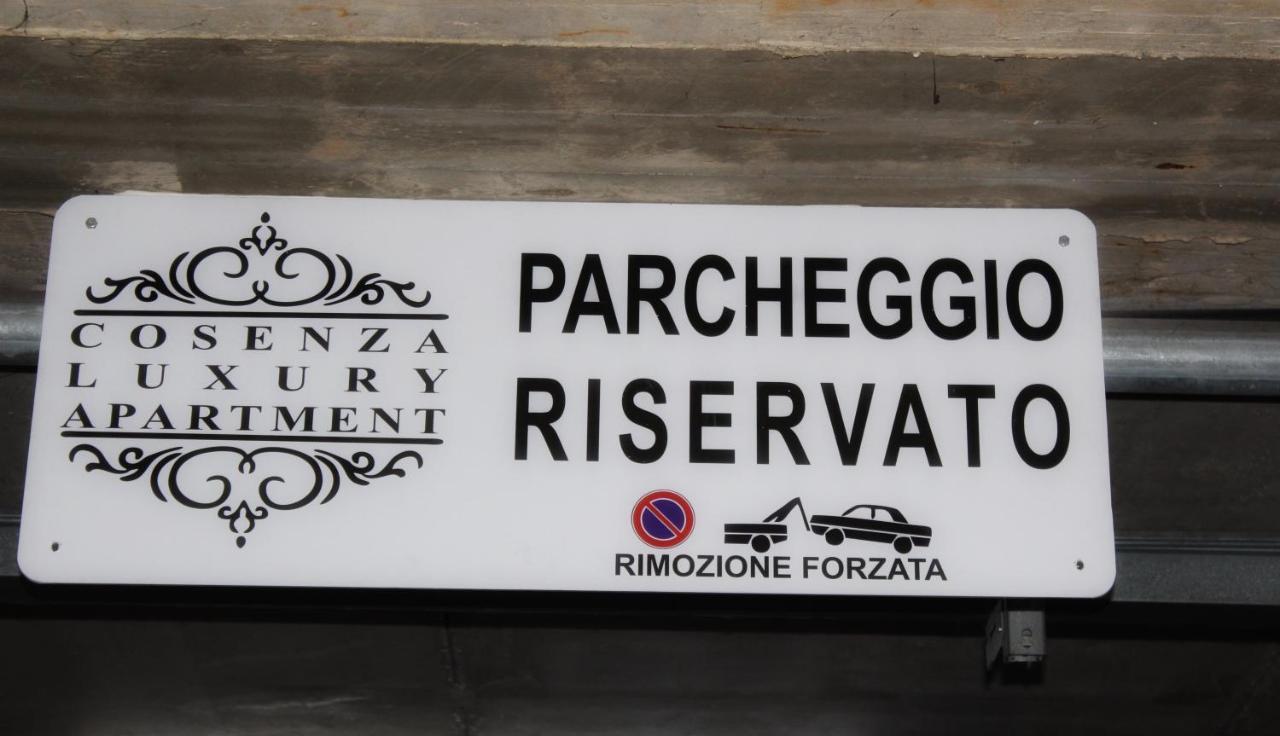 COSENZA
LUXURY
APARTMENT
PARCHEGGIO
RISERVATO
RIMOZIONE FORZATA